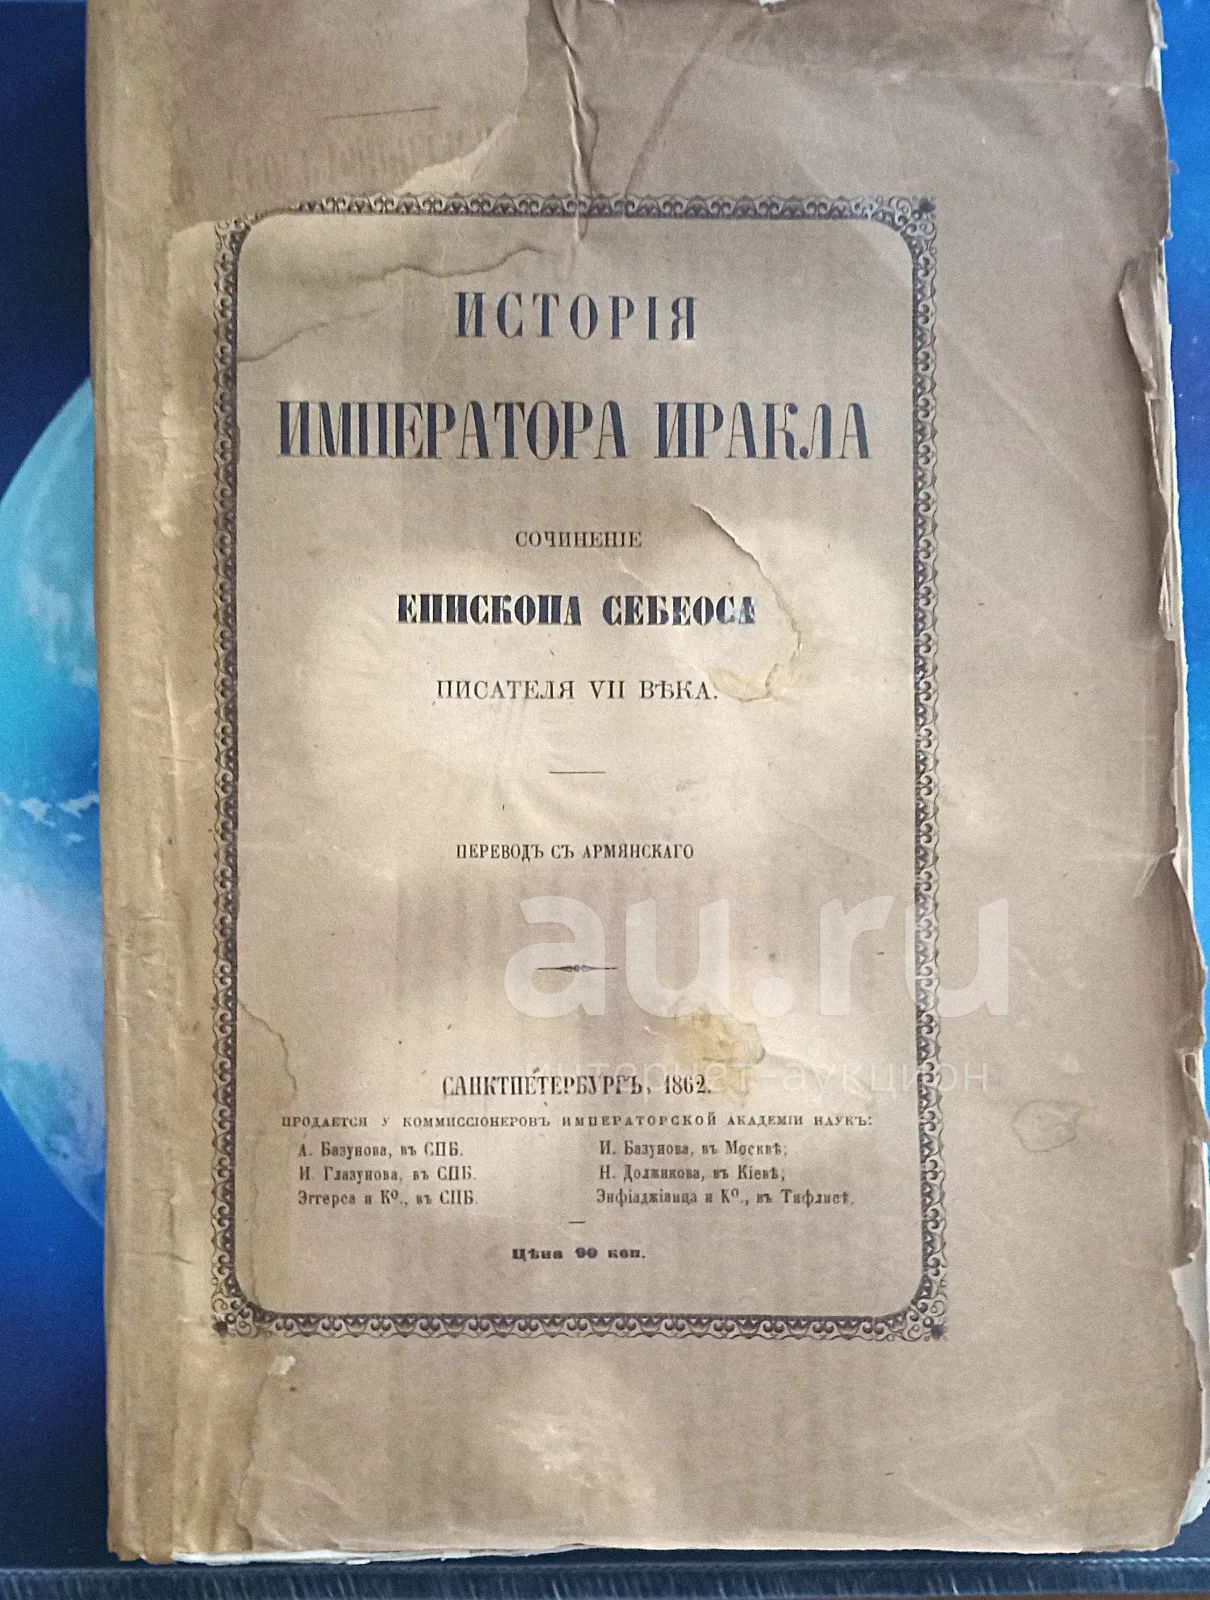 ИСТОРІЯ
ИМПЕРАТОРА ИРАКЛА
СОЧИНЕНІЕ
ЕПИСКОПА СЕБЕОСА
ПИСАТЕЛЯ VII ВѢКА.
ПЕРЕВОДЪ СЪ АРМЯНСКАГО
au.ru
интернет-аукцион
САНКТПЕТЕРБУРГЪ, 1862.
ПРОДАЕТСЯ У КОММИССІОНЕРОВЪ ИМПЕРАТОРСКОЙ АКАДЕМІИ НАУКЪ:
А. Базунова, въ СПБ. И. Базунова, въ Москвѣ;
И. Глазунова, въ СПБ. Н. Должикова, въ Кіевѣ;
Эггерса и Ко., въ СПБ. Энфіаджіанца и Ко., въ Тифлисѣ.
Цѣна 90 коп.